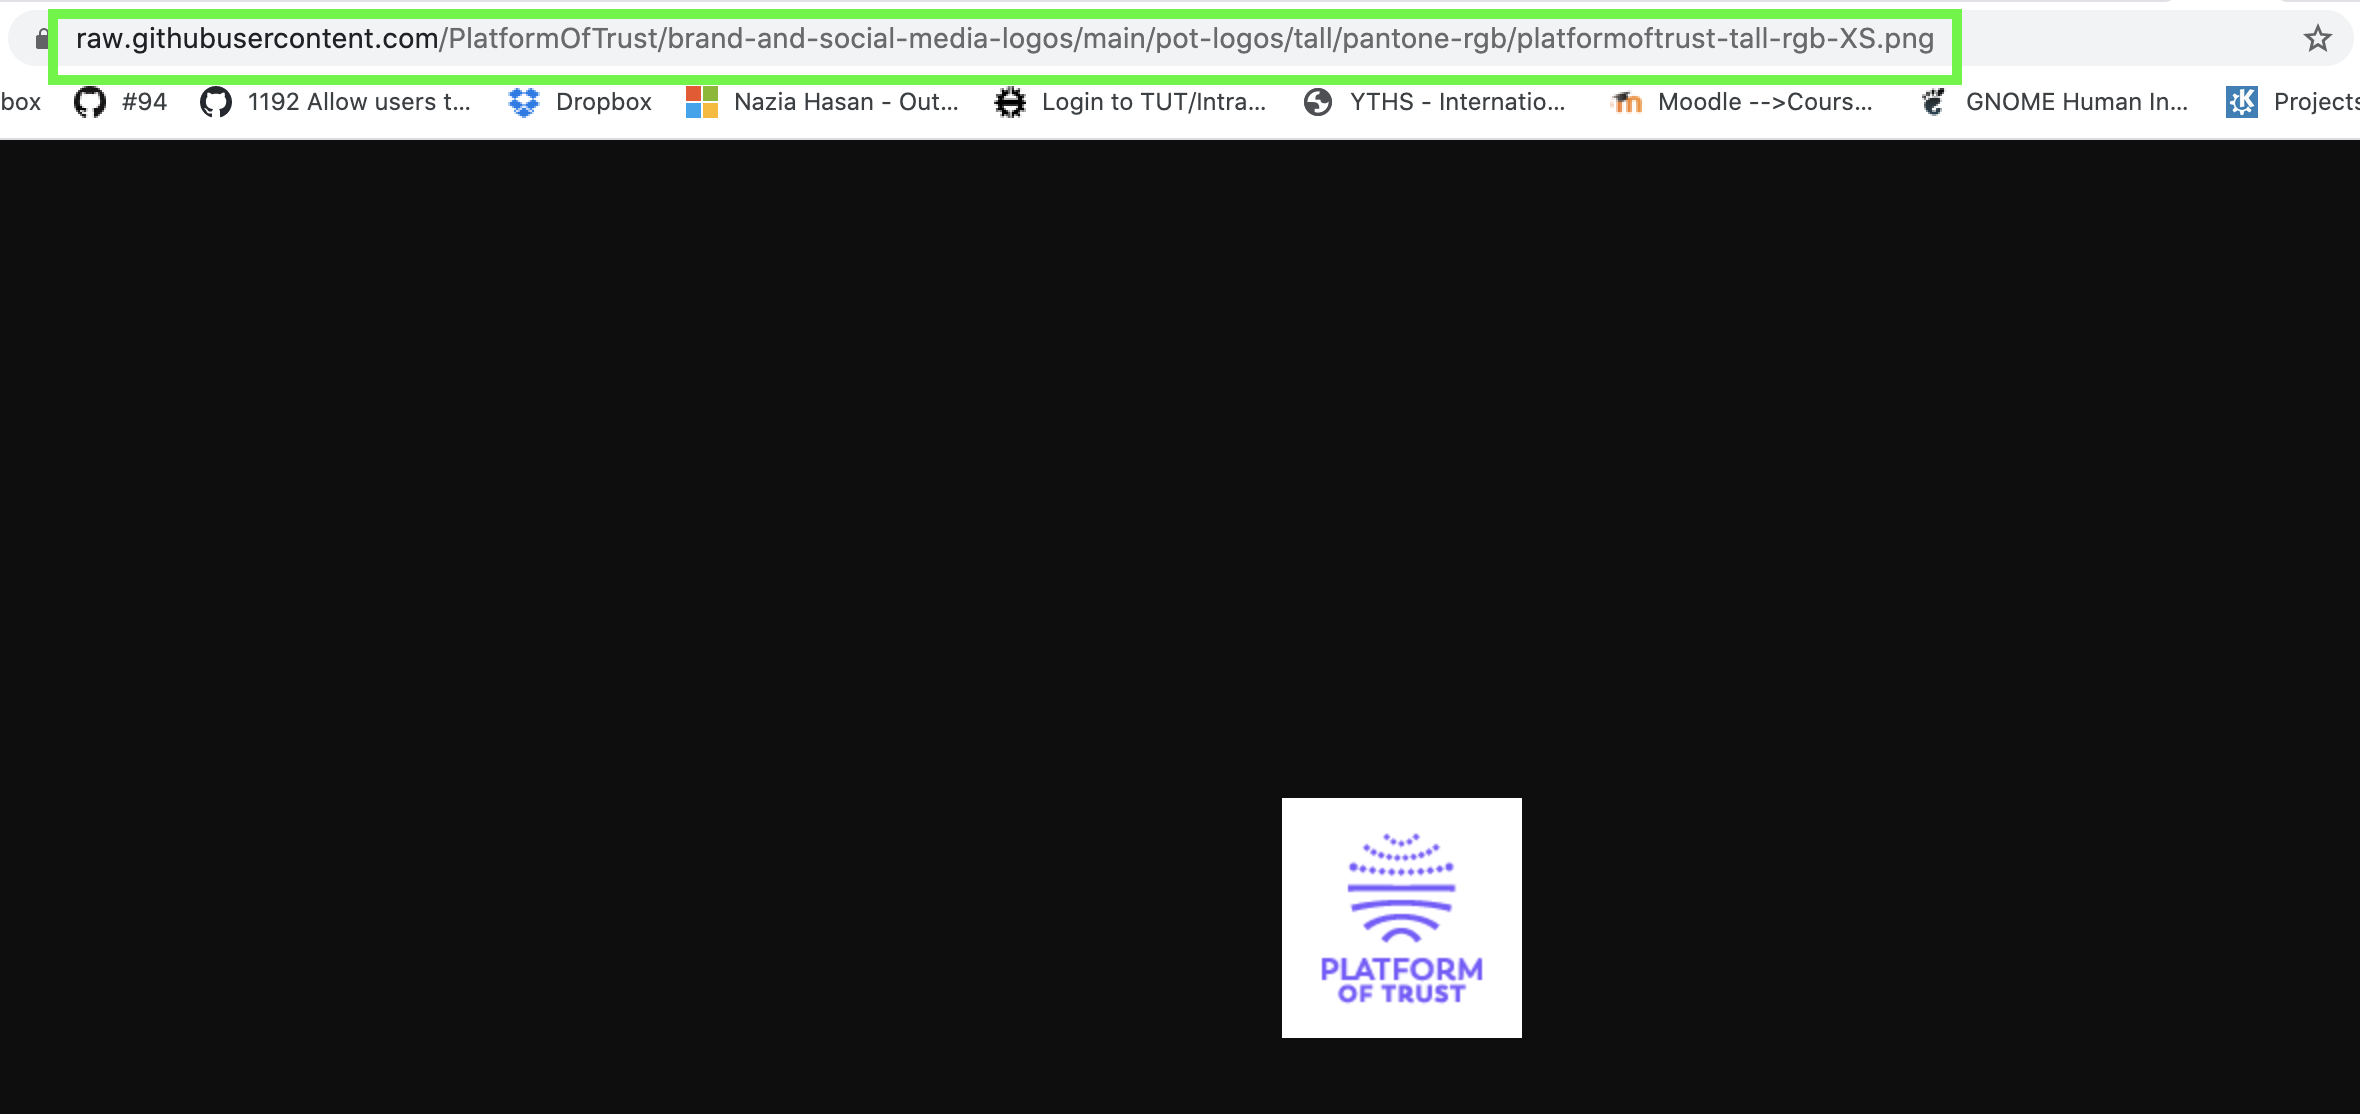 raw.githubusercontent.com/PlatformOfTrust/brand-and-social-media-logos/main/pot-logos/tall/pantone-rgb/platformoftrust-tall-rgb-XS.png
box #94 1192 Allow users t... Dropbox Nazia Hasan - Out... Login to TUT/Intra... YTHS - Internatio... Moodle -->Cours... GNOME Human In... Projects
PLATFORM
OF TRUST